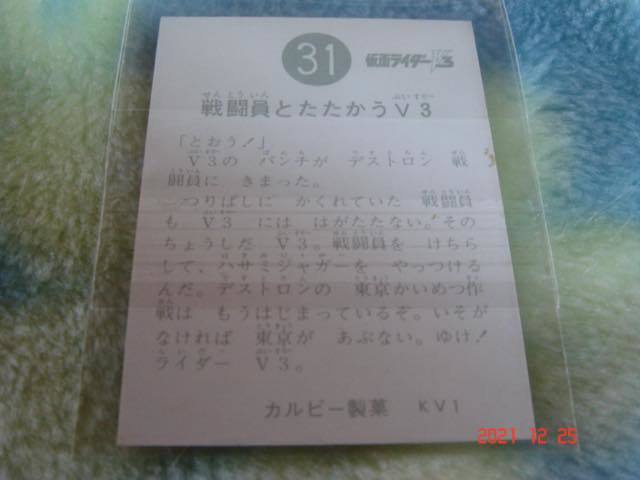 31
仮面ライダーV3
戦闘員とたたかうV3
「とおう!」
V3の パンチが デストロン 戦
闘員に きまった。
つりばしに かくれていた 戦闘員
も V3 には はがたたない。その
ちょうしだ V3。戦闘員を けちら
して、ハサミジャガーを やっつける
んだ。デストロンの 東京かいめつ作
戦は もうはじまっているぞ。いそが
なければ 東京が あぶない。ゆけ!
ライダー V3。
カルビー製菓 KV1
2021 12 25